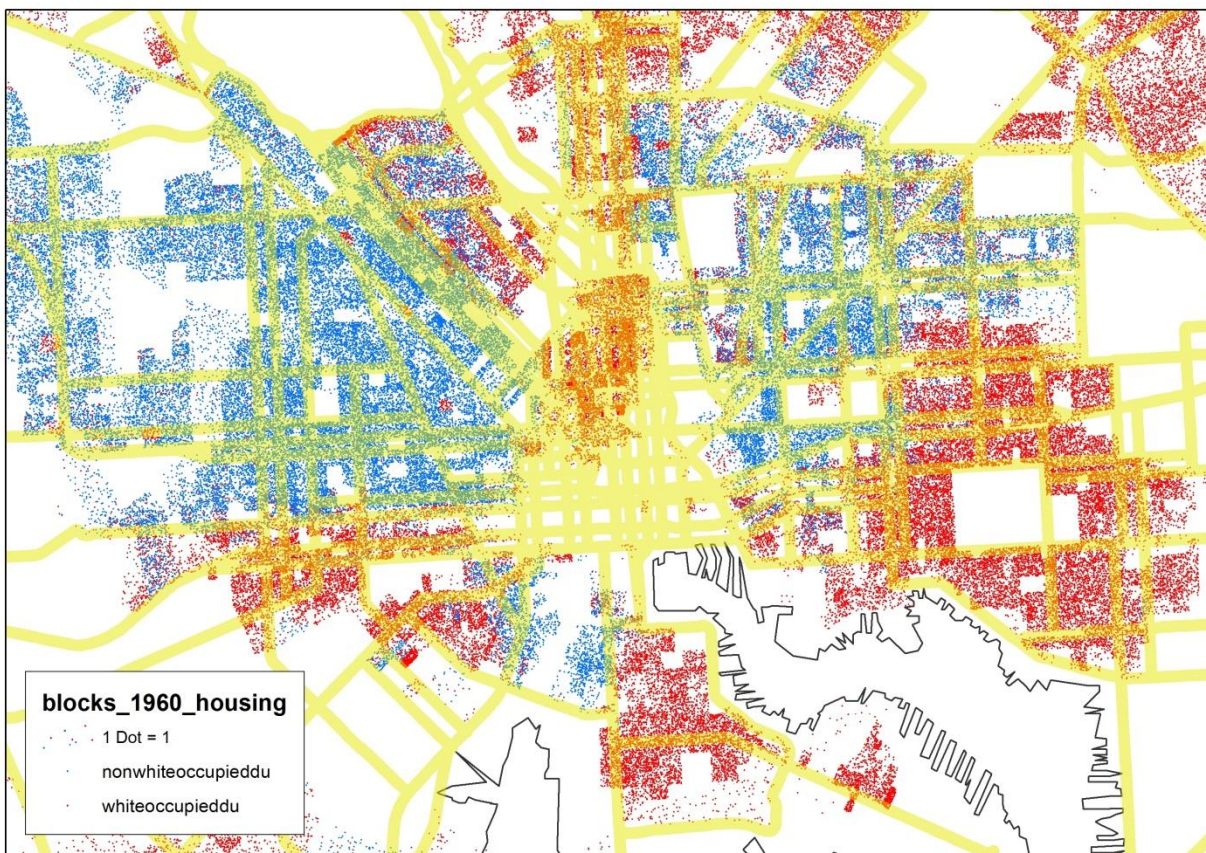 blocks_1960_housing
1 Dot = 1
nonwhiteoccupieddu
whiteoccupieddu